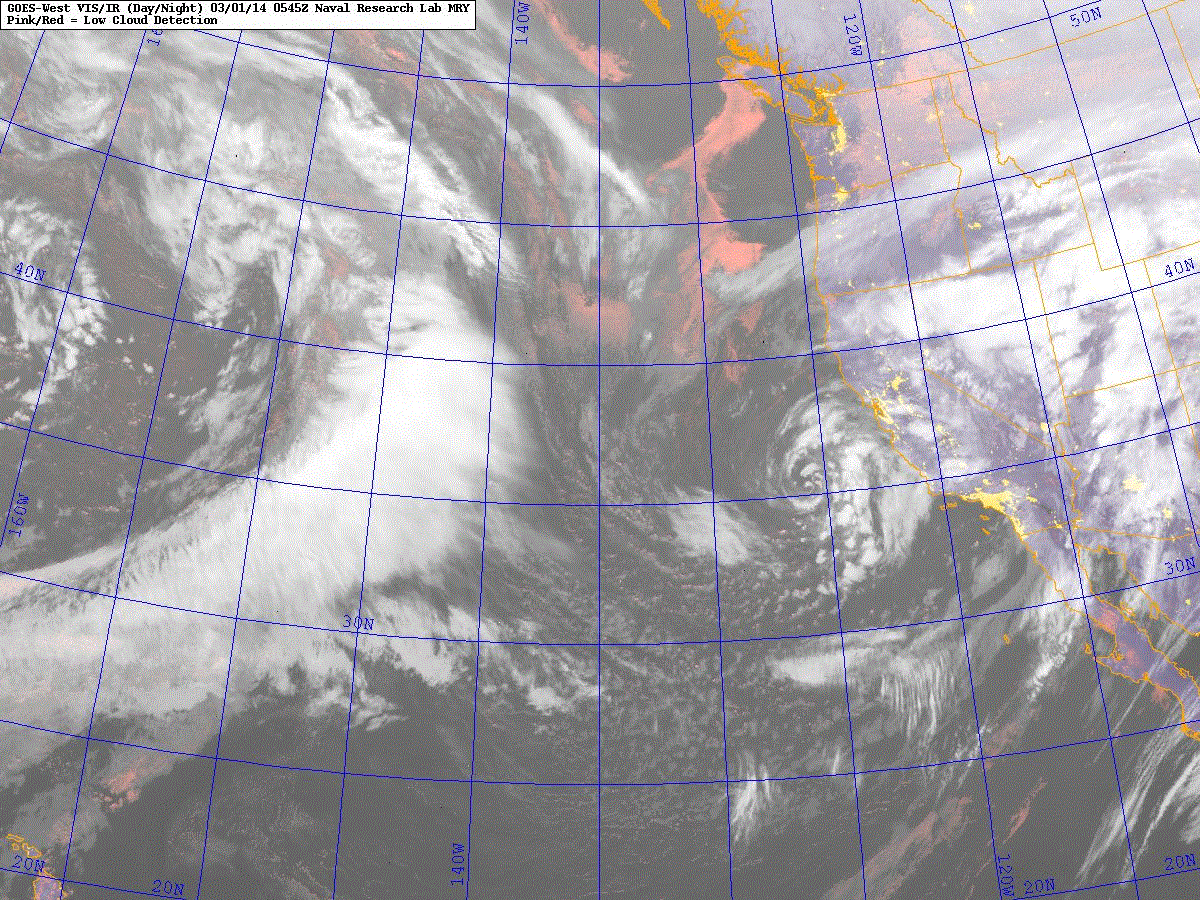 GOES-West VIS/IR (Day/Night) 03/01/14 0545Z Naval Research Lab MRY
Pink/Red = Low Cloud Detection
140W
120W
50N
40N
40N
160W
30N
30N
140W
120W
20N
20N
20N
20N